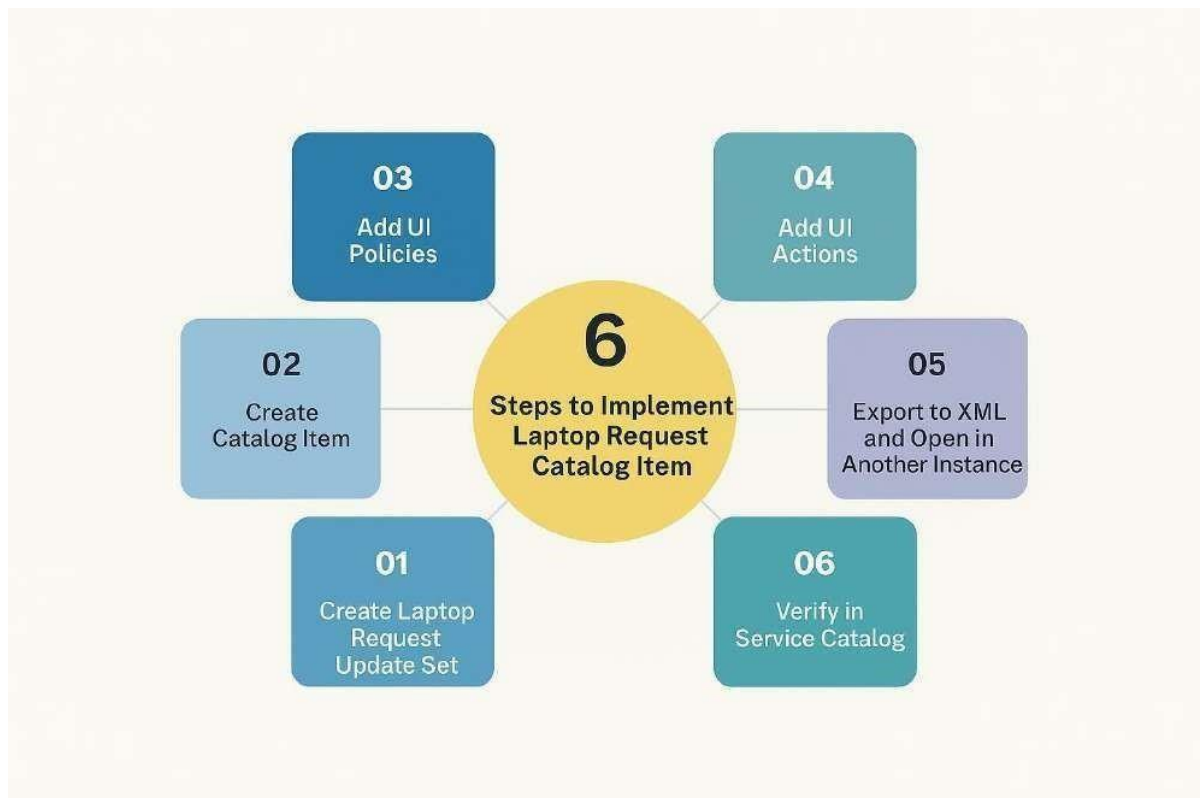 03
Add UI
Policies
04
Add UI
Actions
02
Create
Catalog Item
6
Steps to Implement
Laptop Request
Catalog Item
05
Export to XML
and Open in
Another Instance
01
Create Laptop
Request
Update Set
06
Verify in
Service Catalog